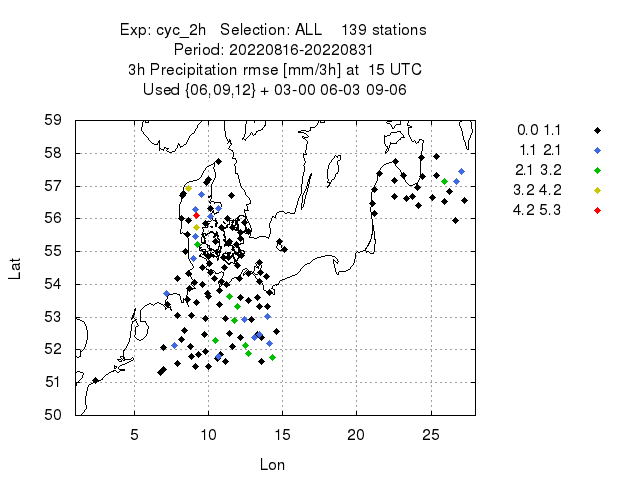 Exp: cyc_2h Selection: ALL 139 stations
Period: 20220816-20220831
3h Precipitation rmse [mm/3h] at 15 UTC
Used {06,09,12} + 03-00 06-03 09-06
59
58
57
56
55
54
53
52
51
50
Lat
5 10 15 20 25
Lon
0.0 1.1
1.1 2.1
2.1 3.2
3.2 4.2
4.2 5.3